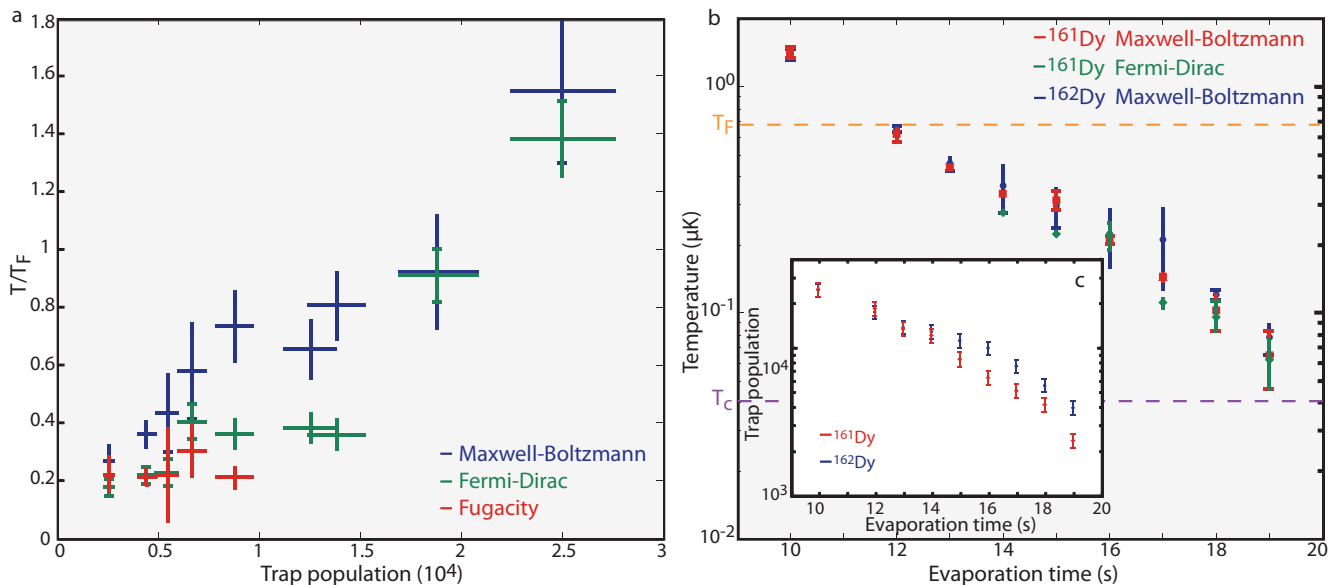 a
1.8
1.6
1.4
1.2
1
0.8
0.6
0.4
0.2
0
T/T_F
0
0.5
1
1.5
2
2.5
3
Trap population (10⁴)
Maxwell-Boltzmann
Fermi-Dirac
Fugacity
b
¹⁶¹Dy Maxwell-Boltzmann
¹⁶¹Dy Fermi-Dirac
¹⁶²Dy Maxwell-Boltzmann
10⁰
T_F
10⁻¹
T_c
10⁻²
Temperature (μK)
10
12
14
16
18
20
Evaporation time (s)
c
10⁴
10³
Trap population
¹⁶¹Dy
¹⁶²Dy
10
12
14
16
18
20
Evaporation time (s)